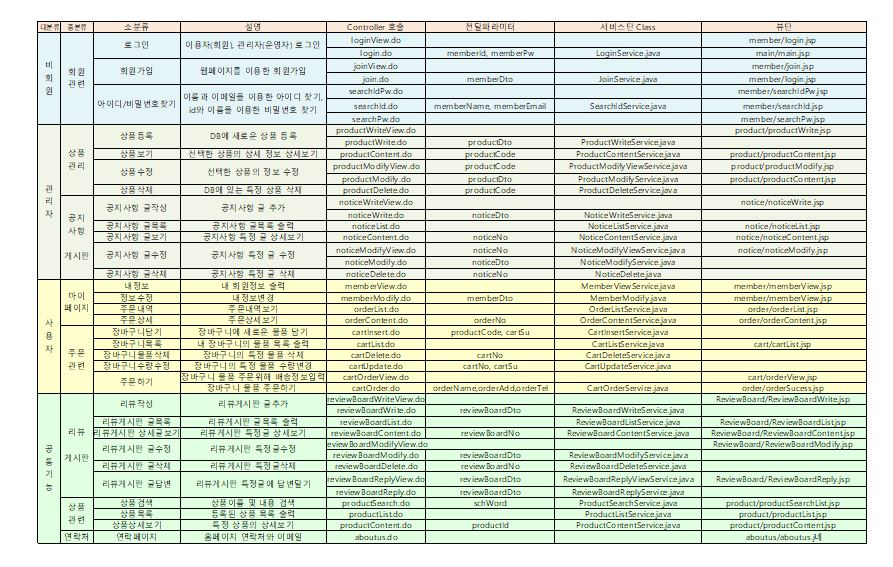 대분류 중분류 소분류 설명 Controller 호출 전달파라미터 서비스단 Class 뷰단
비회원 회원관련 로그인 이용자(회원), 관리자(운영자) 로그인 loginView.do member/login.jsp
login.do memberId, memberPw LoginService.java main/main.jsp
회원가입 웹페이지를 이용한 회원가입 joinView.do member/join.jsp
join.do memberDto JoinService.java member/login.jsp
아이디/비밀번호찾기 이름과 이메일을 이용한 아이디 찾기, id와 이름을 이용한 비밀번호 찾기 searchIdPw.do member/searchIdPw.jsp
searchId.do memberName, memberEmail SearchIdService.java member/searchId.jsp
searchPw.do member/searchPw.jsp
관리자 상품관리 상품등록 DB에 새로운 상품 등록 productWriteView.do product/productWrite.jsp
productWrite.do productDto ProductWriteService.java
상품보기 선택한 상품의 상세 정보 상세보기 productContent.do productCode ProductContentService.java product/productContent.jsp
상품수정 선택한 상품의 정보 수정 productModifyView.do productCode ProductModifyViewService.java product/productModify.jsp
productModify.do productDto ProductModifyService.java product/productContent.jsp
상품삭제 DB에 있는 특정 상품 삭제 productDelete.do productCode ProductDeleteService.java
공지사항 게시판 공지사항 글작성 공지사항 글 추가 noticeWriteView.do notice/noticeWrite.jsp
noticeWrite.do noticeDto NoticeWriteService.java
공지사항 글목록 공지사항 글목록 출력 noticeList.do NoticeListService.java notice/noticeList.jsp
공지사항 글보기 공지사항 특정 글 상세보기 noticeContent.do noticeNo NoticeContentService.java notice/noticeContent.jsp
공지사항 글수정 공지사항 특정 글 수정 noticeModifyView.do noticeNo NoticeModifyViewService.java notice/noticeModify.jsp
noticeModify.do noticeDto NoticeModifyService.java
공지사항 글삭제 공지사항 특정 글 삭제 noticeDelete.do noticeNo NoticeDelete.java
사용자 마이페이지 내정보 내 회원정보 출력 memberView.do MemberViewService.java member/memberView.jsp
정보수정 내정보변경 memberModify.do memberDto MemberModify.java member/memberView.jsp
주문내역 주문내역보기 orderList.do OrderListService.java order/orderList.jsp
주문상세 주문상세보기 orderContent.do orderNo OrderContentService.java order/orderContent.jsp
주문관련 장바구니담기 장바구니에 새로운 물품 담기 cartInsert.do productCode, cartSu CartInsertService.java
장바구니목록 내 장바구니의 물품 목록 출력 cartList.do CartListService.java cart/cartList.jsp
장바구니물품삭제 장바구니의 특정 물품 삭제 cartDelete.do cartNo CartDeleteService.java
장바구니수량수정 장바구니의 특정 물품 수량변경 cartUpdate.do cartNo, cartSu CartUpdateService.java
주문하기 장바구니 물품 주문위해 배송정보입력 cartOrderView.do cart/orderView.jsp
장바구니 물품 주문하기 cartOrder.do orderName,orderAdd,orderTel CartOrderService.java order/orderSucess.jsp
공통기능 리뷰게시판 리뷰작성 리뷰게시판 글추가 reviewBoardWriteView.do ReviewBoard/ReviewBoardWrite.jsp
reviewBoardWrite.do reviewBoardDto ReviewBoardWriteService.java
리뷰게시판 글목록 리뷰게시판 글목록 출력 reviewBoardList.do ReviewBoardListService.java ReviewBoard/ReviewBoardList.jsp
리뷰게시판 상세글보기 리뷰게시판 특정글 상세보기 reviewBoardContent.do reviewBoardNo ReviewBoardContentService.java ReviewBoard/ReviewBoardContent.jsp
리뷰게시판 글수정 리뷰게시판 특정글수정 reviewBoardModifyView.do ReviewBoard/ReviewBoardModify.jsp
reviewBoardModify.do reviewBoardDto ReviewBoardModifyService.java
리뷰게시판 글삭제 리뷰게시판 특정글삭제 reviewBoardDelete.do reviewBoardNo ReviewBoardDeleteService.java
리뷰게시판 글답변 리뷰게시판 특정글에 답변달기 reviewBoardReplyView.do reviewBoardDto ReviewBoardReplyViewService.java ReviewBoard/ReviewBoardReply.jsp
reviewBoardReply.do reviewBoardDto ReviewBoardReplyService.java
상품관련 상품검색 상품이름 및 내용 검색 productSearch.do schWord ProductSearchService.java product/productSearchList.jsp
상품목록 등록된 상품 목록 출력 productList.do ProductListService.java product/productList.jsp
상품상세보기 특정 상품의 상세보기 productContent.do productId ProductContentService.java product/productContent.jsp
연락처 연락페이지 홈페이지 연락처와 이메일 aboutus.do